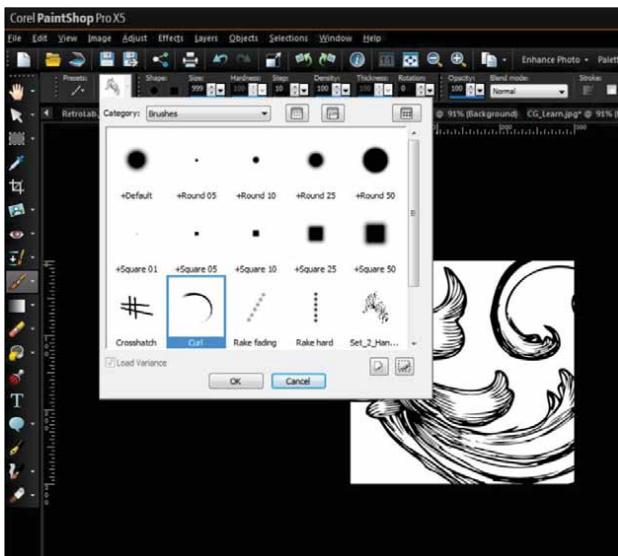 Corel PaintShop Pro X5
File Edit View Image Adjust Effects Layers Objects Selections Window Help
Enhance Photo Palett
Presets: Shape: Size: Hardness: Step: Density: Thickness: Rotation: Opacity: Blend mode: Stroke:
999 100 10 100 100 0 100 Normal
Category: Brushes
RetroLab. @ 91% (Background) CG_Learn.jpg* @ 91% (
+Default +Round 05 +Round 10 +Round 25 +Round 50
+Square 01 +Square 05 +Square 10 +Square 25 +Square 50
Crosshatch Curl Rake fading Rake hard Set_2_Han...
Load Variance
OK Cancel